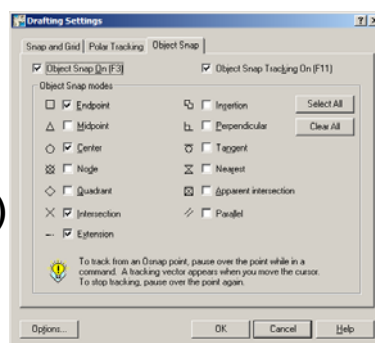 Drafting Settings
Snap and Grid Polar Tracking Object Snap
Object Snap On (F3) Object Snap Tracking On (F11)
Object Snap modes
Endpoint Insertion Select All
Midpoint Perpendicular Clear All
Center Tangent
Node Nearest
Quadrant Apparent intersection
Intersection Parallel
Extension
To track from an Osnap point, pause over the point while in a
command. A tracking vector appears when you move the cursor.
To stop tracking, pause over the point again.
Options... OK Cancel Help
)